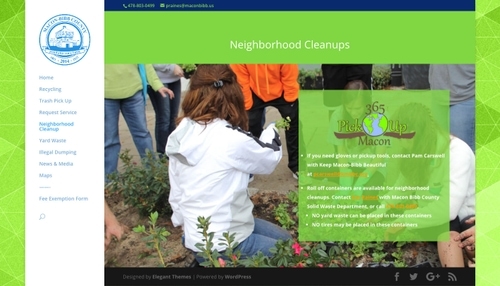 478-803-0499 jtrames@maconbibb.us
MACON-BIBB COUNTY
2014
Home
Recycling
Trash Pick-Up
Request Service
Neighborhood
Cleanup
Yard Waste
Illegal Dumping
News & Media
Maps
Fee Exemption Form
Neighborhood Cleanups
365
Pick Up
Macon
If you need gloves or pickup tools, contact Pam Carswell
with Keep Macon-Bibb Beautiful
at
Roll off containers are available for neighborhood
cleanups. Contact with Macon-Bibb County
Solid Waste Department, or call
NO yard waste can be placed in these containers
NO tires may be placed in these containers
Designed by Elegant Themes | Powered by WordPress